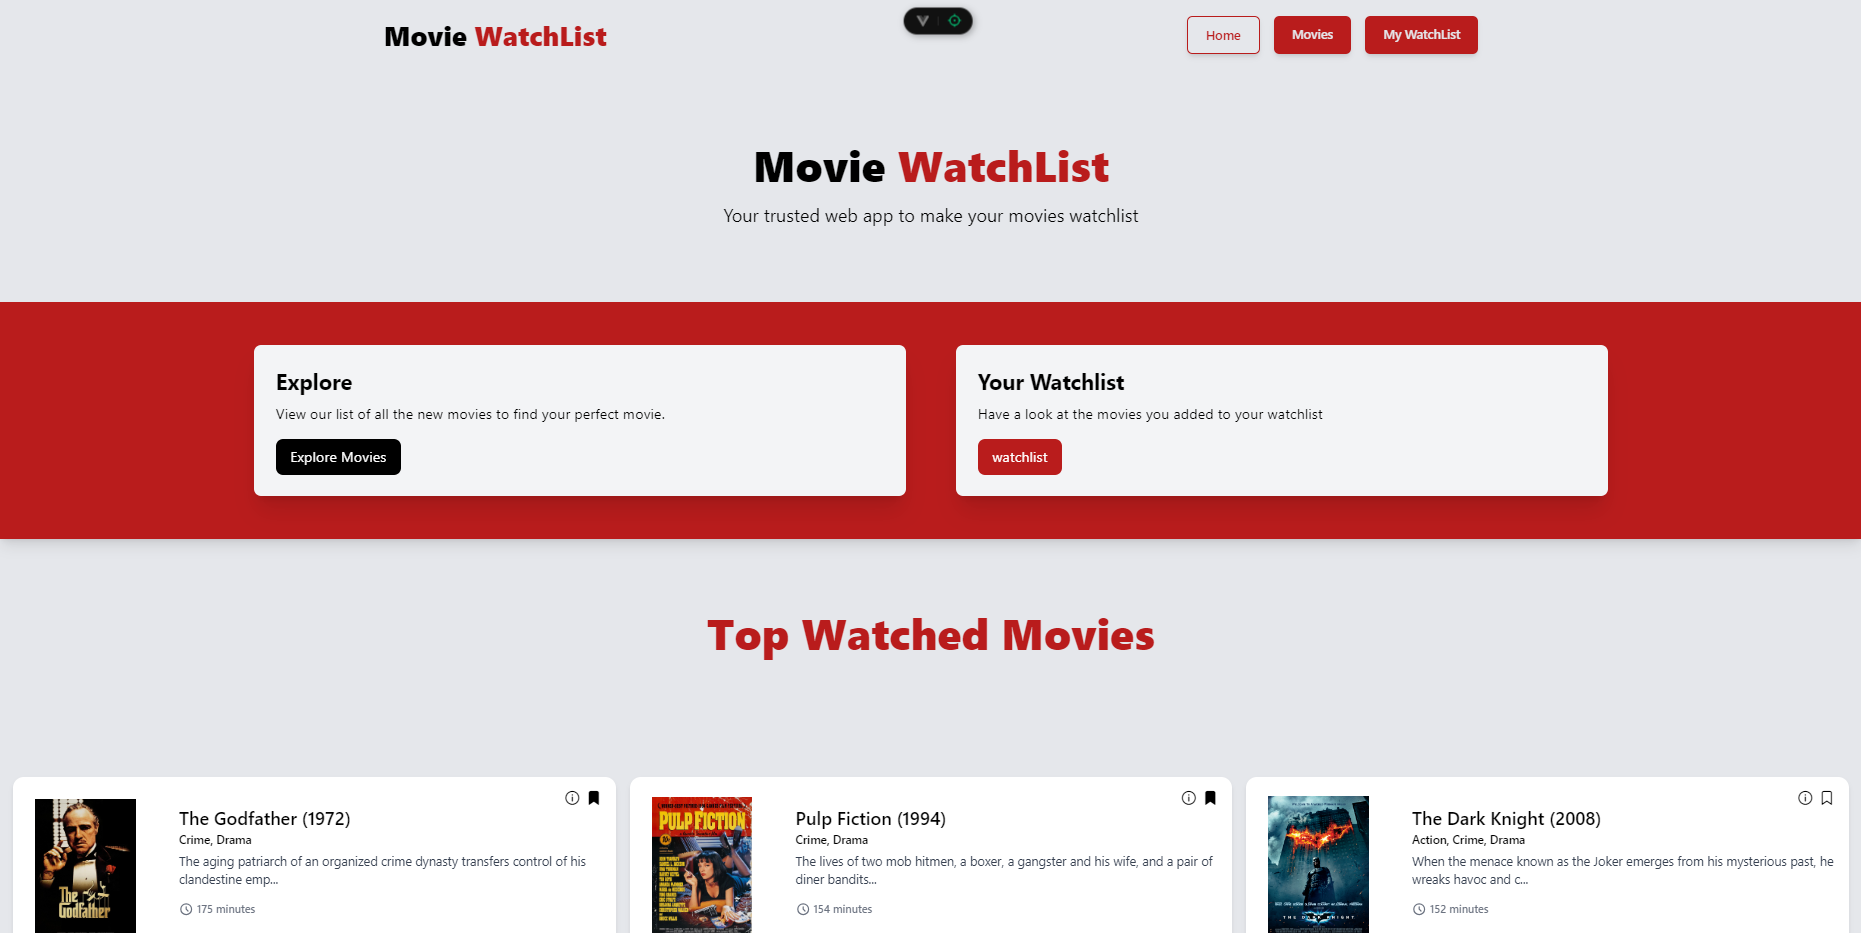 Movie WatchList
Home
Movies
My WatchList
Movie WatchList
Your trusted web app to make your movies watchlist
Explore
View our list of all the new movies to find your perfect movie.
Explore Movies
Your Watchlist
Have a look at the movies you added to your watchlist
watchlist
Top Watched Movies
The Godfather
The Godfather (1972)
Crime, Drama
The aging patriarch of an organized crime dynasty transfers control of his
clandestine emp...
175 minutes
PULP FICTION
10¢
Pulp Fiction (1994)
Crime, Drama
The lives of two mob hitmen, a boxer, a gangster and his wife, and a pair of
diner bandits...
154 minutes
THE DARK KNIGHT
The Dark Knight (2008)
Action, Crime, Drama
When the menace known as the Joker emerges from his mysterious past, he
wreaks havoc and c...
152 minutes